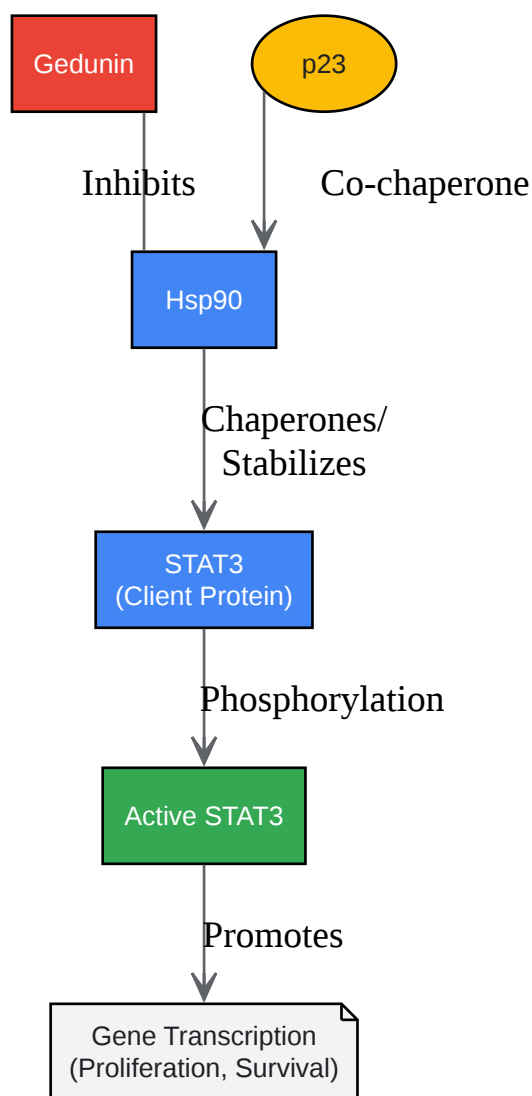 Gedunin
p23
Inhibits
Co-chaperone
Hsp90
Chaperones/
Stabilizes
STAT3
(Client Protein)
Phosphorylation
Active STAT3
Promotes
Gene Transcription
(Proliferation, Survival)